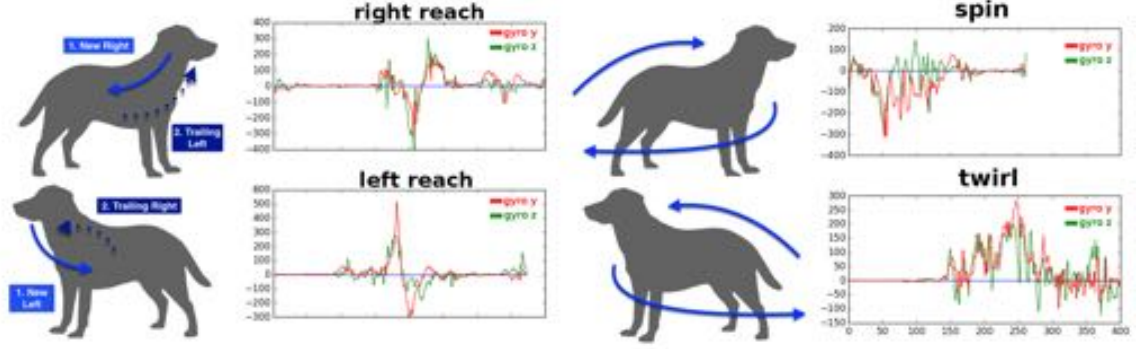 right reach
1. New Right
2. Trailing
Left
400
300
200
100
0
−100
−200
−300
−400
gyro y
gyro z
spin
200
100
0
−100
−200
−300
−400
gyro y
gyro z
left reach
2. Trailing Right
1. New
Left
600
500
400
300
200
100
0
−100
−200
−300
gyro y
gyro z
twirl
300
250
200
150
100
50
0
−50
−100
−150
0 50 100 150 200 250 300 350 400
gyro y
gyro z